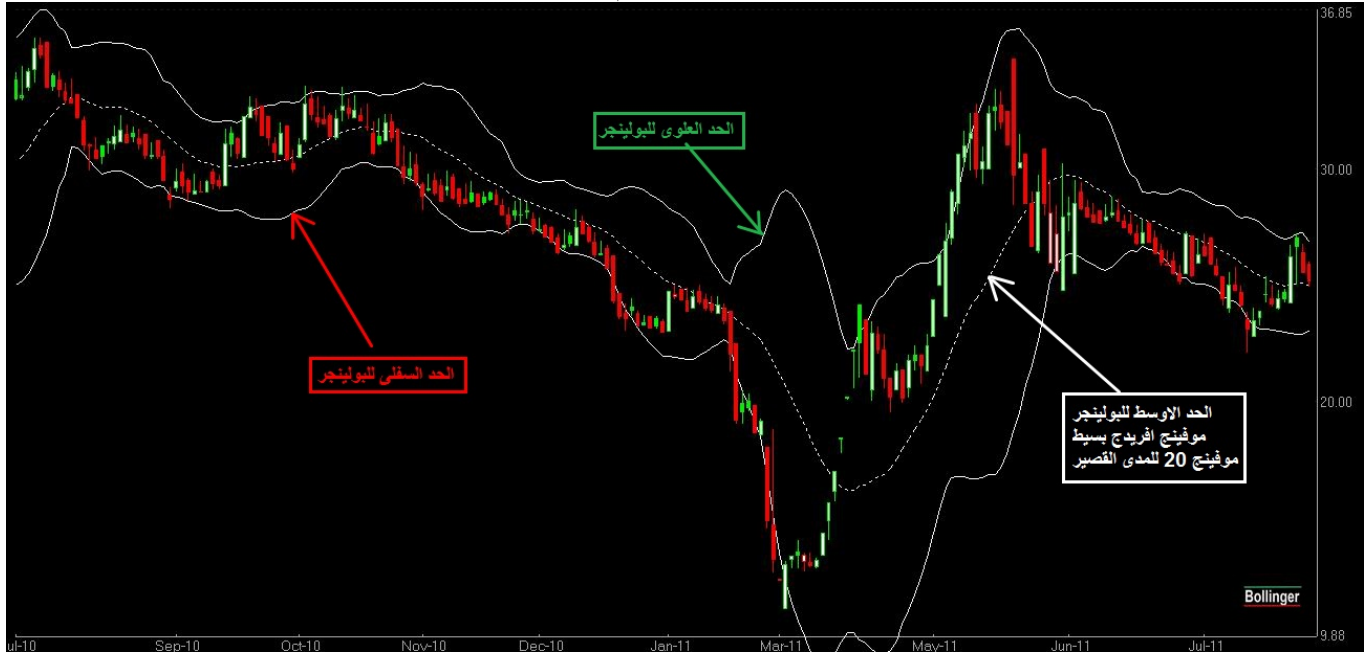 36.85
الحد العلوى للبولينجر
30.00
الحد السفلى للبولينجر
20.00
الحد الاوسط للبولينجر
موفينج افريدج بسيط
موفينج 20 للمدى القصير
Bollinger
9.88
ul-10 Sep-10 Oct-10 Nov-10 Dec-10 Jan-11 Mar-11 May-11 Jun-11 Jul-11